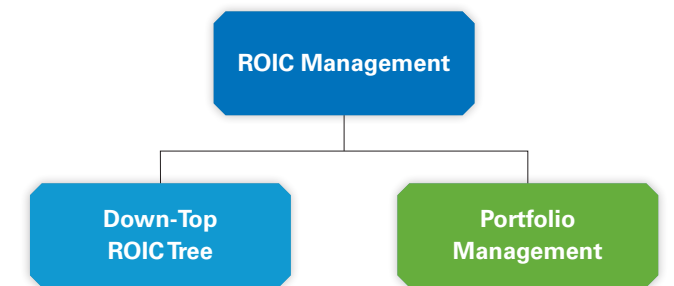 ROIC Management
Down-Top
ROIC Tree
Portfolio
Management